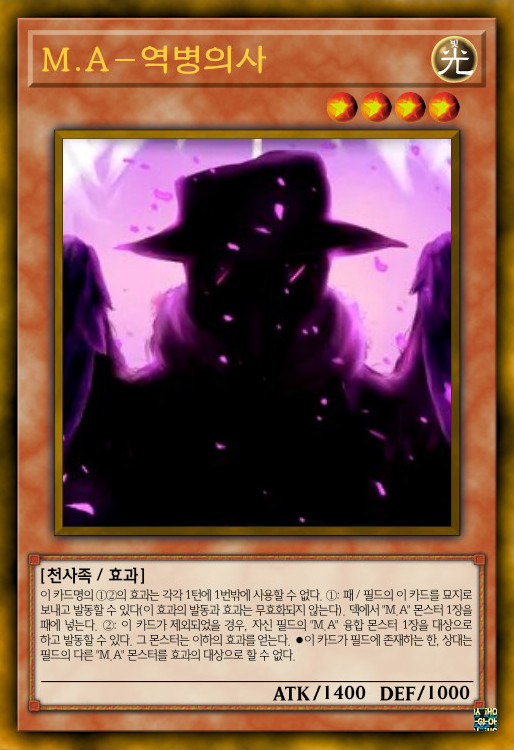 M.A－역병의사
빛
光
[천사족 / 효과]
이 카드명의 ①②의 효과는 각각 1턴에 1번밖에 사용할 수 없다. ①: 패 / 필드의 이 카드를 묘지로
보내고 발동할 수 있다(이 효과의 발동과 효과는 무효화되지 않는다). 덱에서 "M.A" 몬스터 1장을
패에 넣는다. ②: 이 카드가 제외되었을 경우, 자신 필드의 "M.A" 융합 몬스터 1장을 대상으로
하고 발동할 수 있다. 그 몬스터는 이하의 효과를 얻는다. ●이 카드가 필드에 존재하는 한, 상대는
필드의 다른 "M.A" 몬스터를 효과의 대상으로 할 수 없다.
ATK/1400 DEF/1000